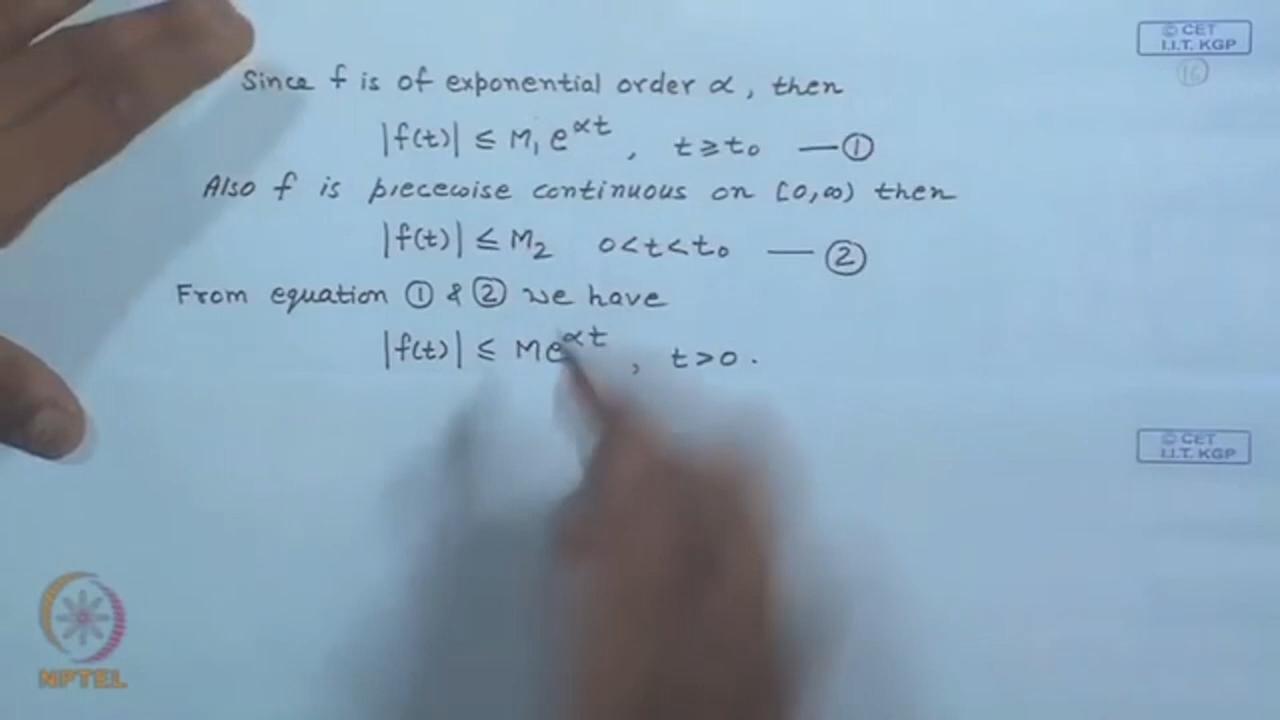 © CET
I.I.T. KGP
16
Since f is of exponential order α, then
|f(t)| ≤ M₁ e^{αt}, t ≥ t₀ —①
Also f is piecewise continuous on [0,∞) then
|f(t)| ≤ M₂ 0<t<t₀ —②
From equation ① & ② we have
|f(t)| ≤ Me^{αt}, t>0.
© CET
I.I.T. KGP
NPTEL